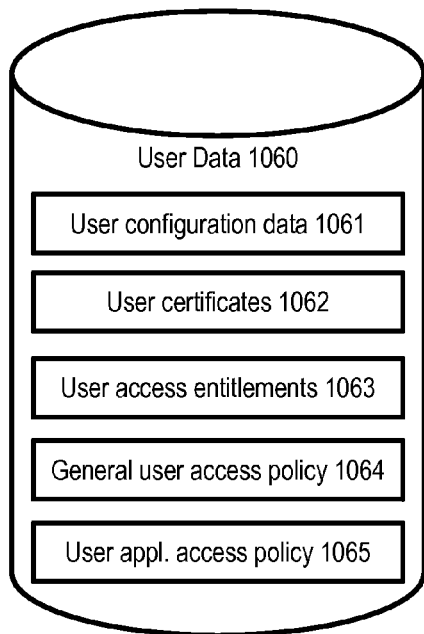 User Data 1060
User configuration data 1061
User certificates 1062
User access entitlements 1063
General user access policy 1064
User appl. access policy 1065